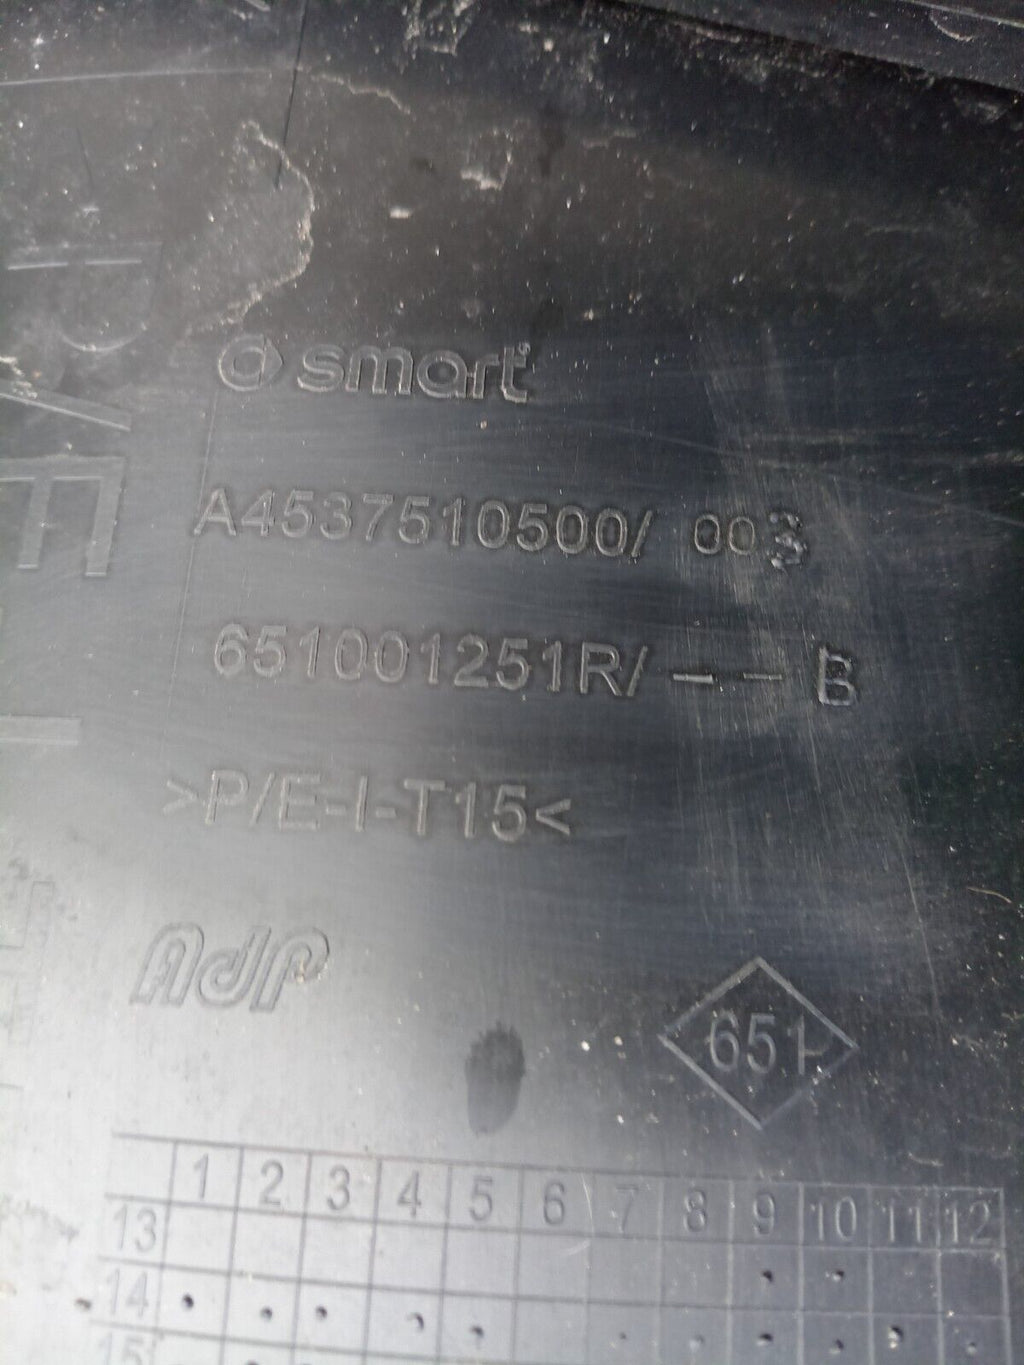 smart
A4537510500/ 003
651001251R/ - - B
>P/E-I-T15<
AdP
651
1 2 3 4 5 6 7 8 9 10 11 12
13
14
15